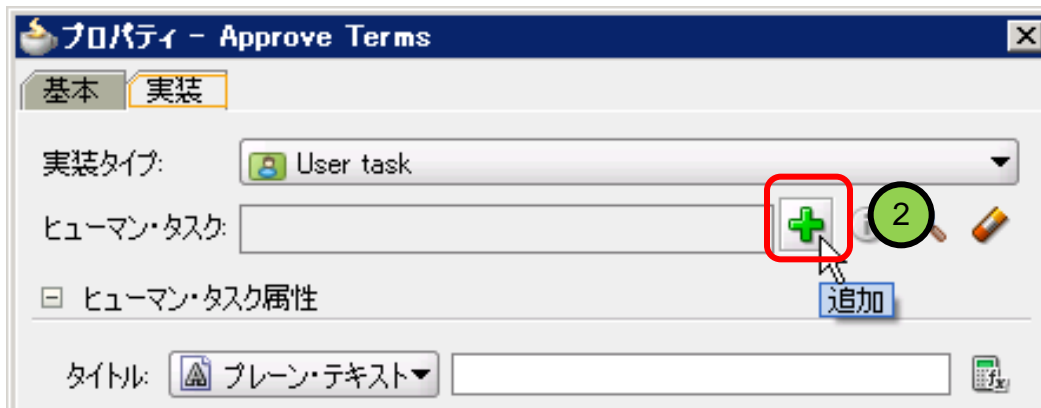 プロパティ - Approve Terms
基本 実装
実装タイプ: User task
ヒューマン・タスク: 2
追加
ヒューマン・タスク属性
タイトル: プレーン・テキスト